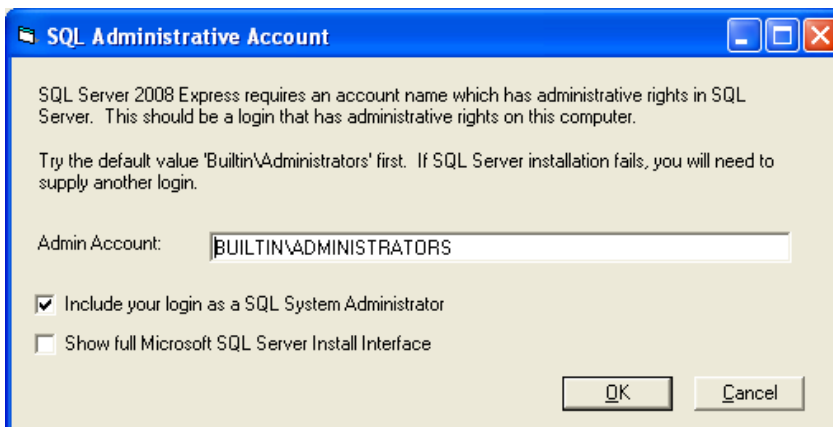 SQL Administrative Account
SQL Server 2008 Express requires an account name which has administrative rights in SQL
Server.  This should be a login that has administrative rights on this computer.
Try the default value 'Builtin\Administrators' first.  If SQL Server installation fails, you will need to
supply another login.
Admin Account: BUILTIN\ADMINISTRATORS
Include your login as a SQL System Administrator
Show full Microsoft SQL Server Install Interface
OK Cancel